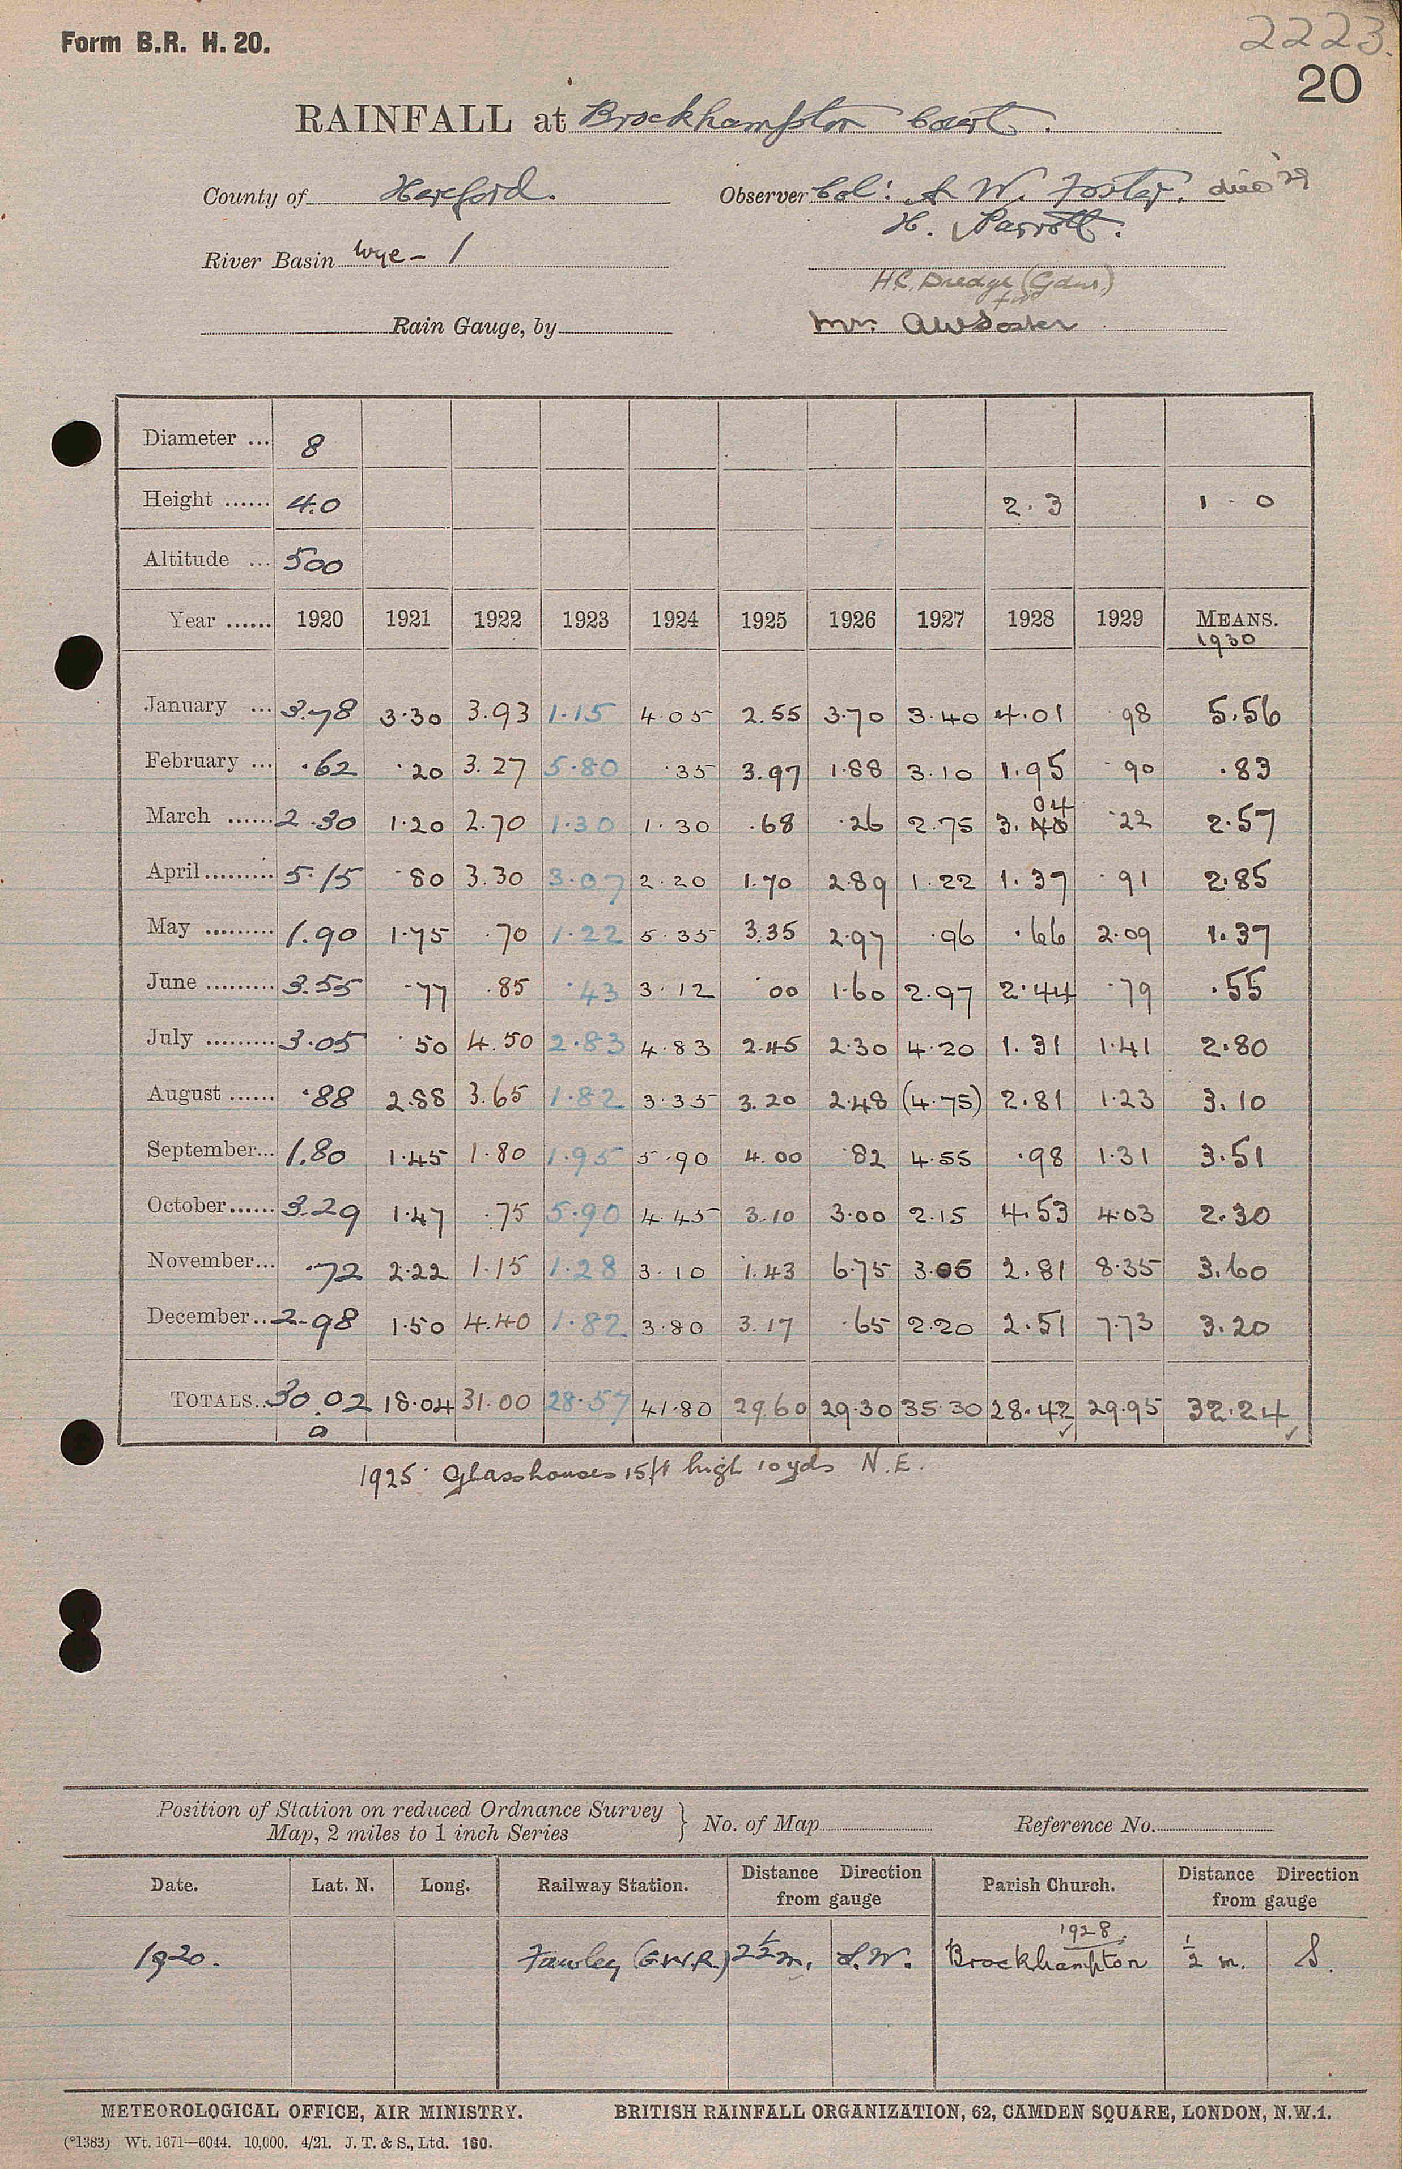 Form B.R. H. 20.
2223.
20
RAINFALL at Brockhampton Court.
County of Hereford. Observer Col: A. W. Foster. died '29
H. Parrott.
River Basin Wye - 1
H.C. Dredge (Gdnr)
for
Rain Gauge, by Mr. A W Foster
Diameter ... 8
Height ...... 4.0 2.3 1 - 0
Altitude ... 500
Year ...... 1920 1921 1922 1923 1924 1925 1926 1927 1928 1929 MEANS.
1930
January ... 3.78 3.30 3.93 1.15 4.05 2.55 3.70 3.40 4.01 .98 5.56
February ... .62 .20 3.27 5.80 .35 3.97 1.88 3.10 1.95 .90 .83
04
March ...... 2.30 1.20 2.70 1.30 1.30 .68 .26 2.75 3.48 .22 2.57
April ......... 5.15 .80 3.30 3.07 2.20 1.70 2.89 1.22 1.37 .91 2.85
May ......... 1.90 1.75 .70 1.22 5.35 3.35 2.97 .96 .66 2.09 1.37
June ......... 3.55 .77 .85 .43 3.12 .00 1.60 2.97 2.44 .79 .55
July ......... 3.05 .50 4.50 2.83 4.83 2.45 2.30 4.20 1.31 1.41 2.80
August ...... .88 2.88 3.65 1.82 3.35 3.20 2.48 (4.75) 2.81 1.23 3.10
September... 1.80 1.45 1.80 1.95 5.90 4.00 .82 4.55 .98 1.31 3.51
October ...... 3.29 1.47 .75 5.90 4.45 3.10 3.00 2.15 4.53 4.03 2.30
November... .72 2.22 1.15 1.28 3.10 1.43 6.75 3.05 2.81 8.35 3.60
December... 2.98 1.50 4.40 1.82 3.80 3.17 .65 2.20 2.51 7.73 3.20
TOTALS... 30.02 18.04 31.00 28.57 41.80 29.60 29.30 35.30 28.42 29.95 32.24
a ✓ ✓
1925. Glasshouses 15ft high 10yds N.E.
Position of Station on reduced Ordnance Survey
Map, 2 miles to 1 inch Series } No. of Map Reference No.
Date. Lat. N. Long. Railway Station. Distance Direction from gauge Parish Church. Distance Direction from gauge
1928
1920. Fawley (G.W.R.) 2½ m. S.W. Brockhampton ½ m. S.
METEOROLOGICAL OFFICE, AIR MINISTRY. BRITISH RAINFALL ORGANIZATION, 62, CAMDEN SQUARE, LONDON, N.W.1.
(*1383) Wt. 1671—6044. 10,000. 4/21. J. T. & S., Ltd. 160.